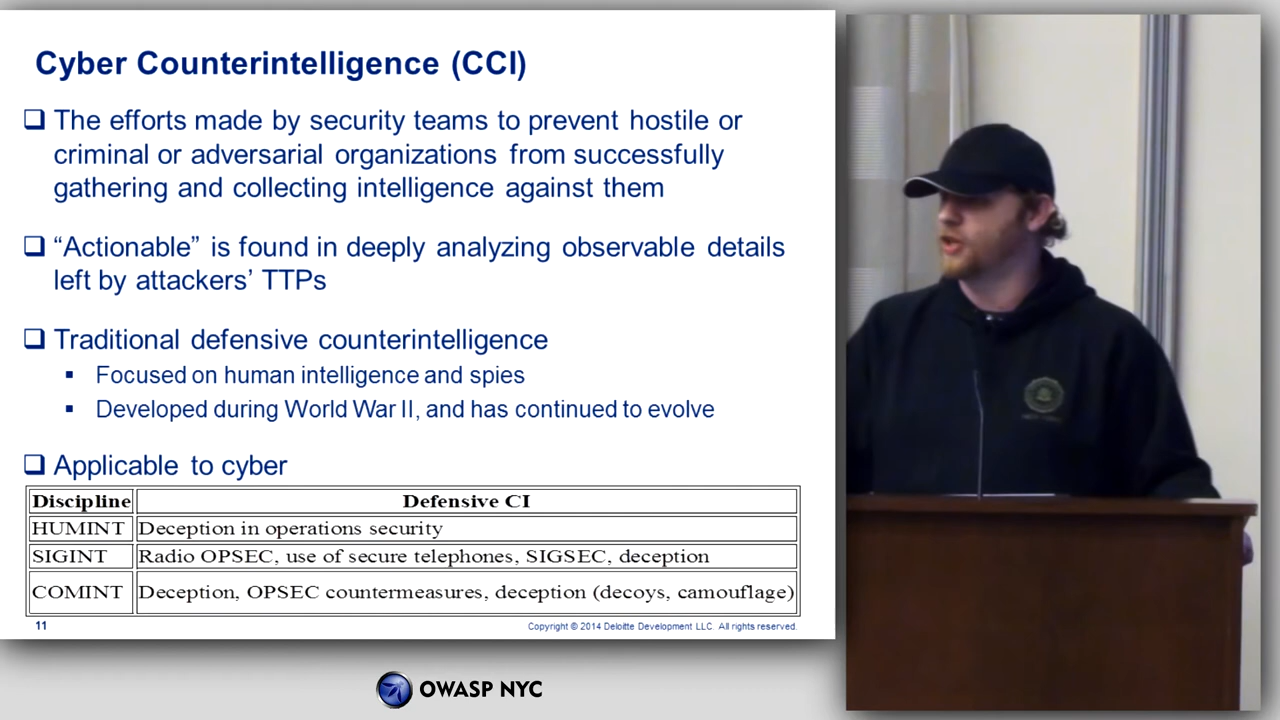 Cyber Counterintelligence (CCI)
The efforts made by security teams to prevent hostile or
criminal or adversarial organizations from successfully
gathering and collecting intelligence against them
“Actionable” is found in deeply analyzing observable details
left by attackers’ TTPs
Traditional defensive counterintelligence
Focused on human intelligence and spies
Developed during World War II, and has continued to evolve
Applicable to cyber
Discipline Defensive CI
HUMINT Deception in operations security
SIGINT Radio OPSEC, use of secure telephones, SIGSEC, deception
COMINT Deception, OPSEC countermeasures, deception (decoys, camouflage)
11 Copyright © 2014 Deloitte Development LLC. All rights reserved.
OWASP NYC